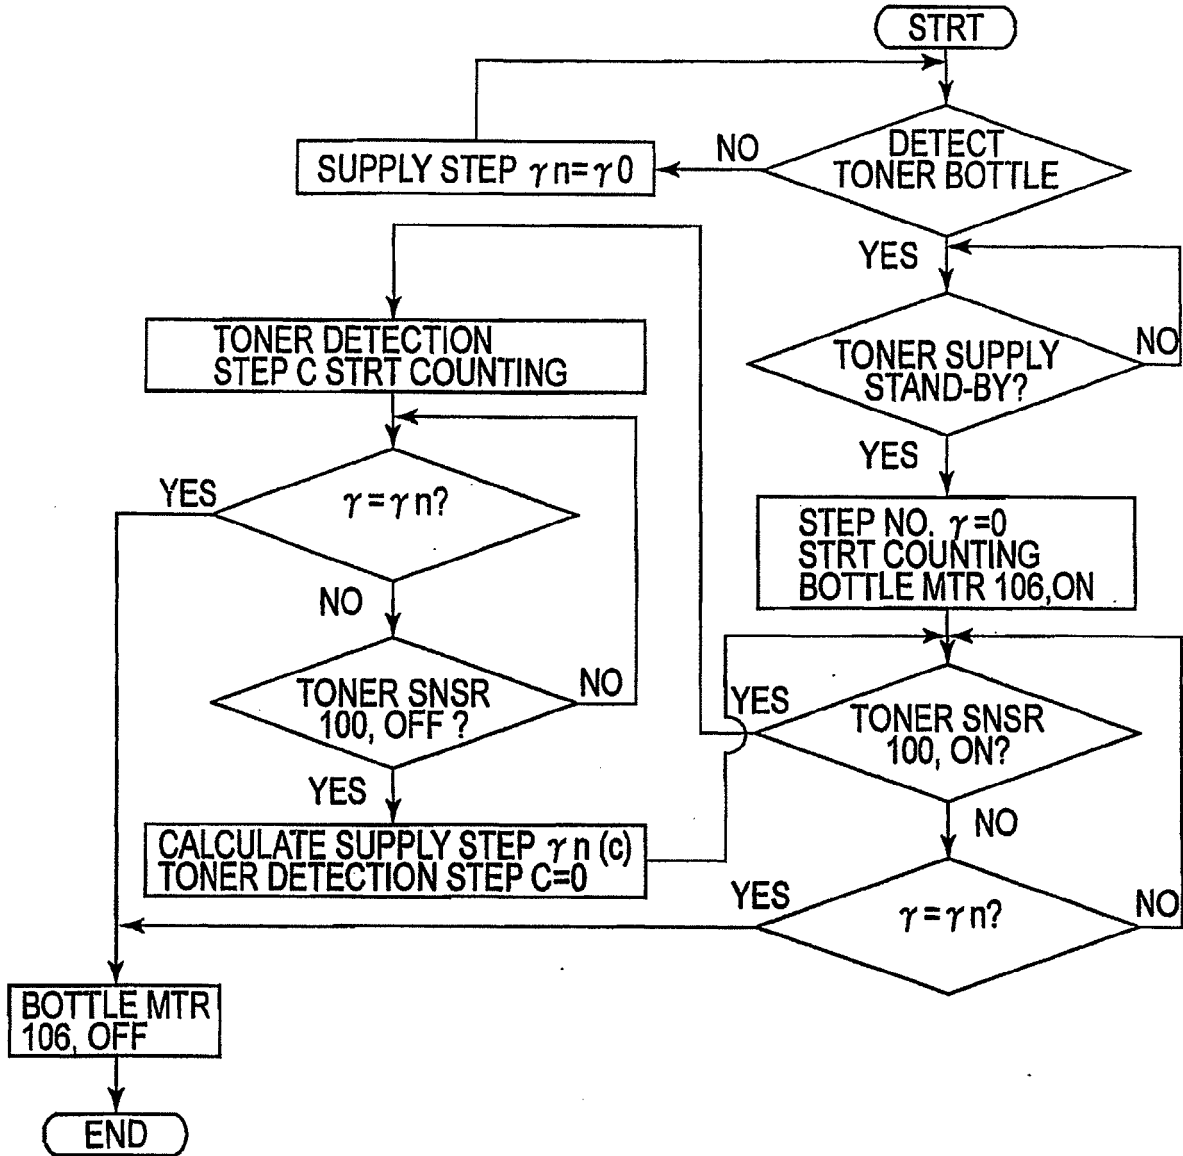 STRT
DETECT
TONER BOTTLE
NO
SUPPLY STEP γn=γ0
YES
TONER SUPPLY
STAND-BY?
NO
YES
STEP NO. γ=0
STRT COUNTING
BOTTLE MTR 106,ON
TONER SNSR
100, ON?
YES
NO
γ=γn?
YES
NO
TONER DETECTION
STEP C STRT COUNTING
γ=γn?
YES
NO
TONER SNSR
100, OFF ?
NO
YES
CALCULATE SUPPLY STEP γn (c)
TONER DETECTION STEP C=0
BOTTLE MTR
106, OFF
END